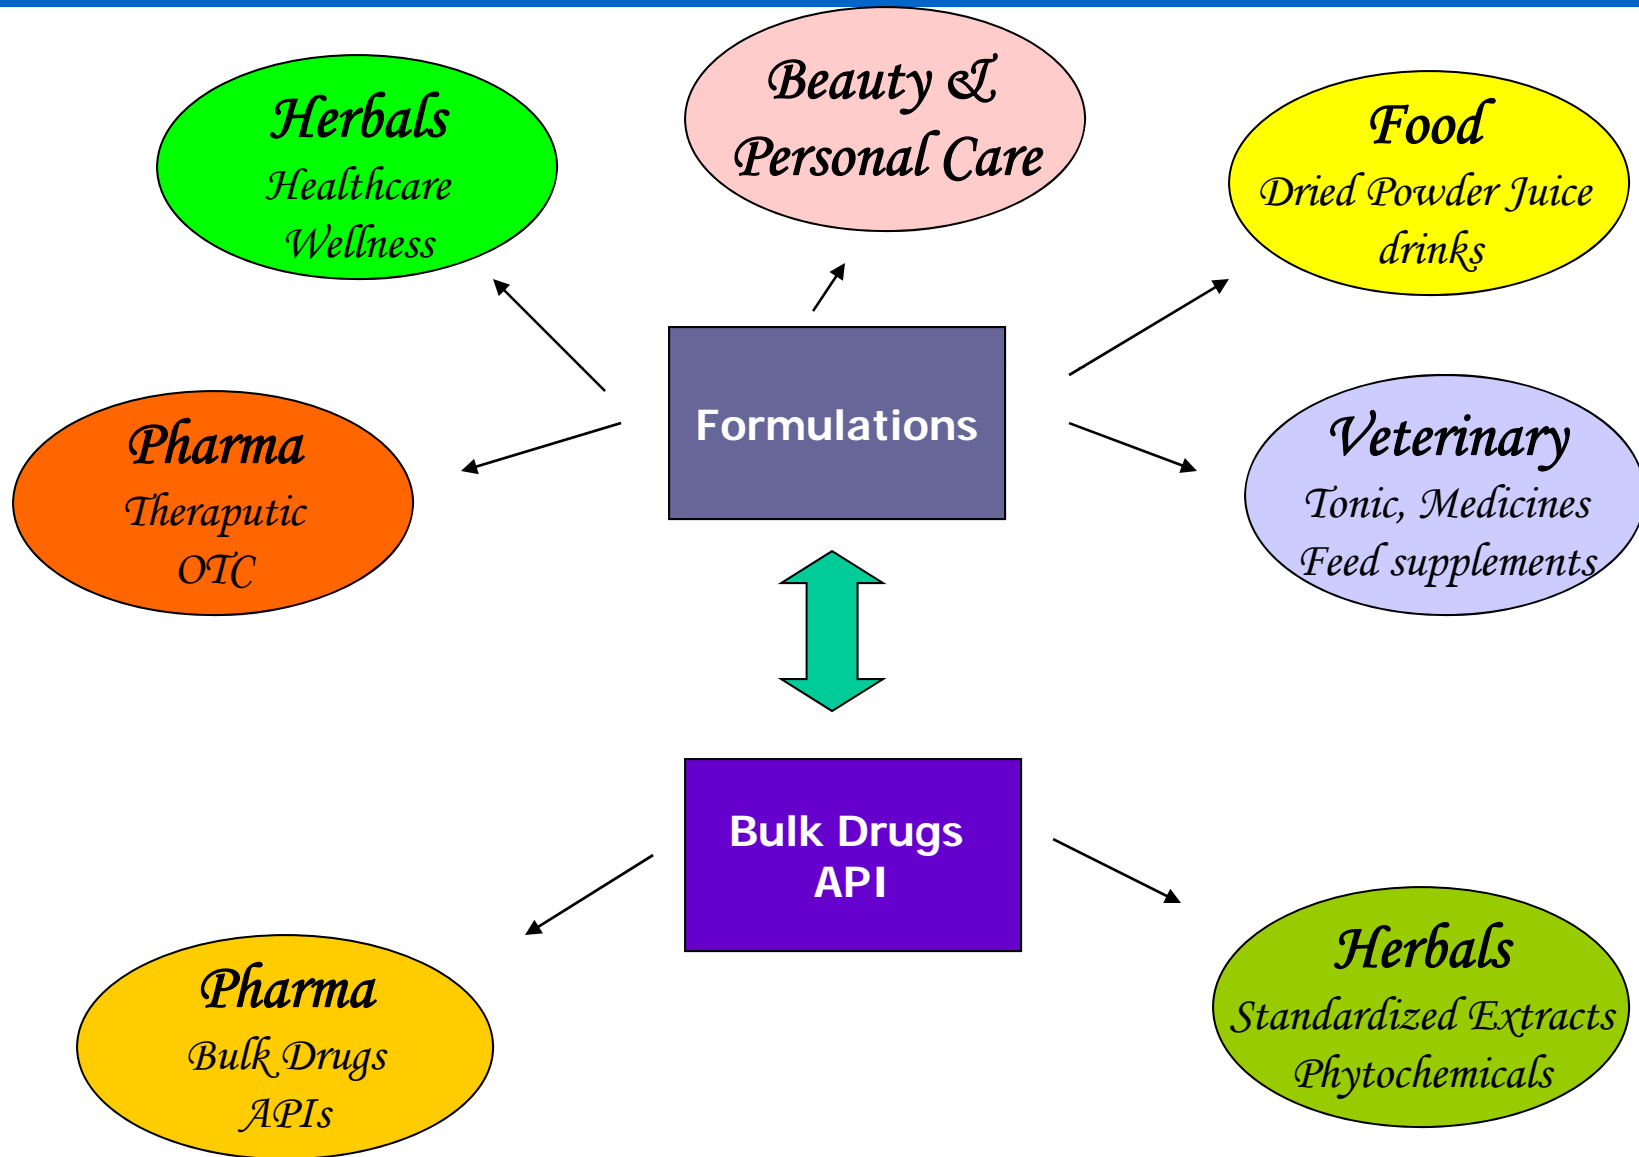 Beauty &
Personal Care
Herbals
Healthcare
Wellness
Food
Dried Powder Juice
drinks
Formulations
Pharma
Theraputic
OTC
Veterinary
Tonic, Medicines
Feed supplements
Bulk Drugs
API
Pharma
Bulk Drugs
APIs
Herbals
Standardized Extracts
Phytochemicals